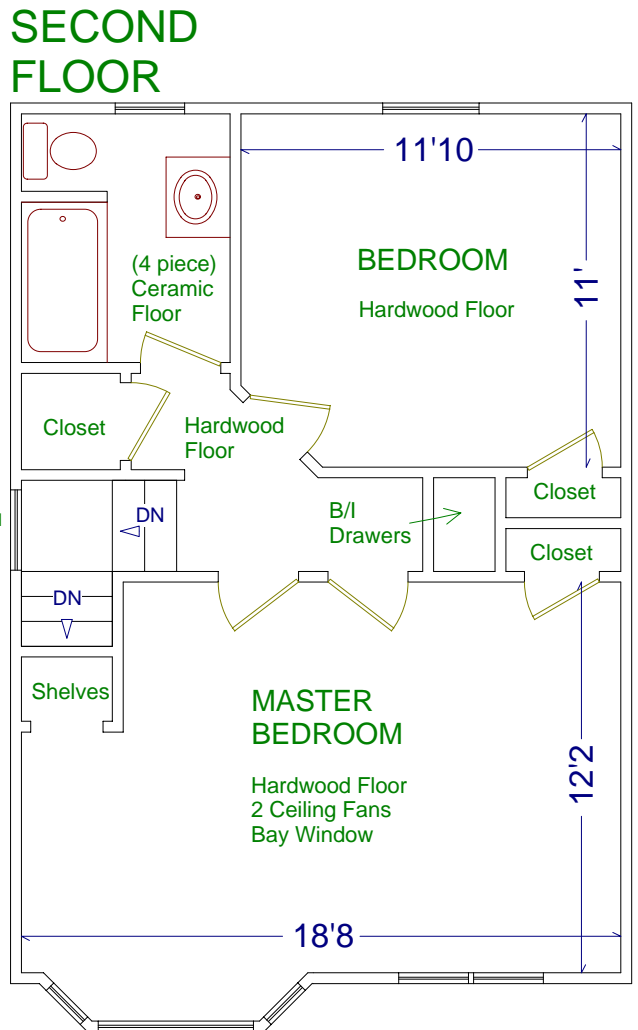 SECOND
FLOOR
11'10
BEDROOM
Hardwood Floor
11'
(4 piece)
Ceramic
Floor
Closet
Hardwood
Floor
DN
B/I
Drawers
Closet
Closet
DN
Shelves
MASTER
BEDROOM
Hardwood Floor
2 Ceiling Fans
Bay Window
12'2
18'8